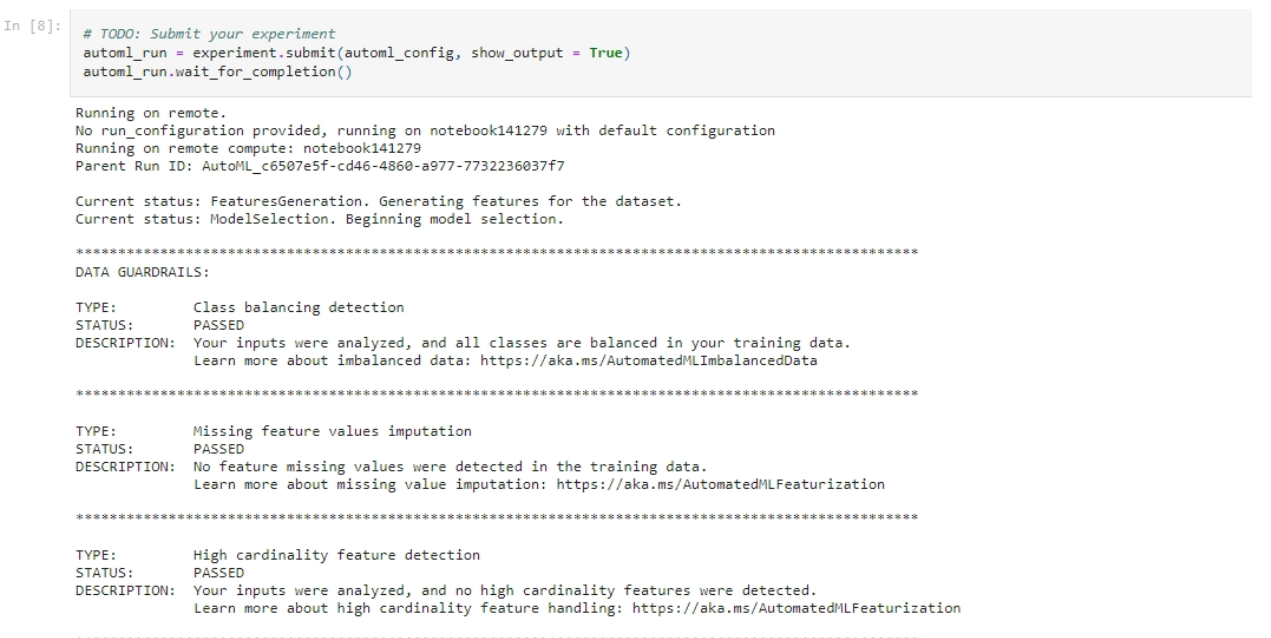 In [8]:
# TODO: Submit your experiment
automl_run = experiment.submit(automl_config, show_output = True)
automl_run.wait_for_completion()
Running on remote.
No run_configuration provided, running on notebook141279 with default configuration
Running on remote compute: notebook141279
Parent Run ID: AutoML_c6507e5f-cd46-4860-a977-7732236037f7
Current status: FeaturesGeneration. Generating features for the dataset.
Current status: ModelSelection. Beginning model selection.
****************************************************************************************************
DATA GUARDRAILS:
TYPE: Class balancing detection
STATUS: PASSED
DESCRIPTION: Your inputs were analyzed, and all classes are balanced in your training data.
Learn more about imbalanced data: https://aka.ms/AutomatedMLImbalancedData
****************************************************************************************************
TYPE: Missing feature values imputation
STATUS: PASSED
DESCRIPTION: No feature missing values were detected in the training data.
Learn more about missing value imputation: https://aka.ms/AutomatedMLFeaturization
****************************************************************************************************
TYPE: High cardinality feature detection
STATUS: PASSED
DESCRIPTION: Your inputs were analyzed, and no high cardinality features were detected.
Learn more about high cardinality feature handling: https://aka.ms/AutomatedMLFeaturization